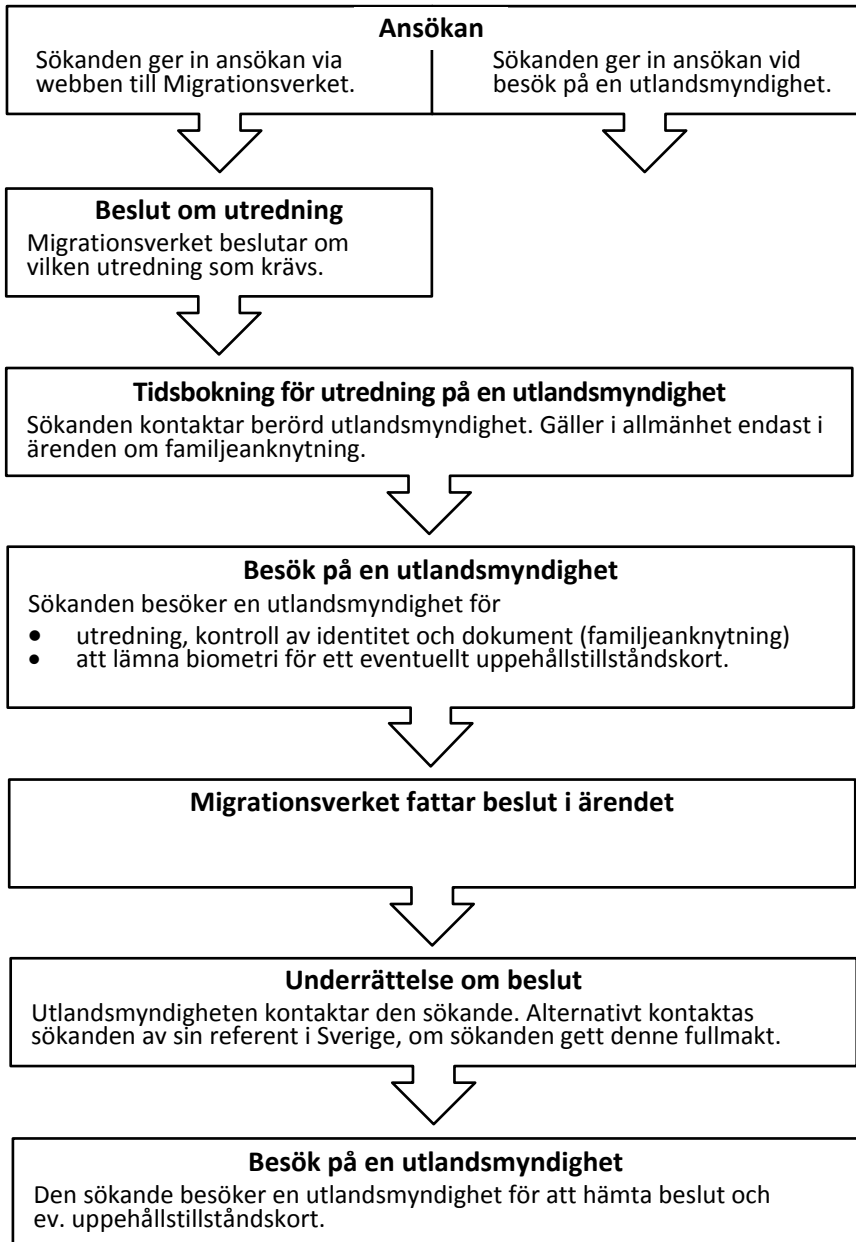 Ansökan
Sökanden ger in ansökan via
webben till Migrationsverket.
Sökanden ger in ansökan vid
besök på en utlandsmyndighet.
Beslut om utredning
Migrationsverket beslutar om
vilken utredning som krävs.
Tidsbokning för utredning på en utlandsmyndighet
Sökanden kontaktar berörd utlandsmyndighet. Gäller i allmänhet endast i
ärenden om familjeanknytning.
Besök på en utlandsmyndighet
Sökanden besöker en utlandsmyndighet för
• utredning, kontroll av identitet och dokument (familjeanknytning)
• att lämna biometri för ett eventuellt uppehållstillståndskort.
Migrationsverket fattar beslut i ärendet
Underrättelse om beslut
Utlandsmyndigheten kontaktar den sökande. Alternativt kontaktas
sökanden av sin referent i Sverige, om sökanden gett denne fullmakt.
Besök på en utlandsmyndighet
Den sökande besöker en utlandsmyndighet för att hämta beslut och
ev. uppehållstillståndskort.